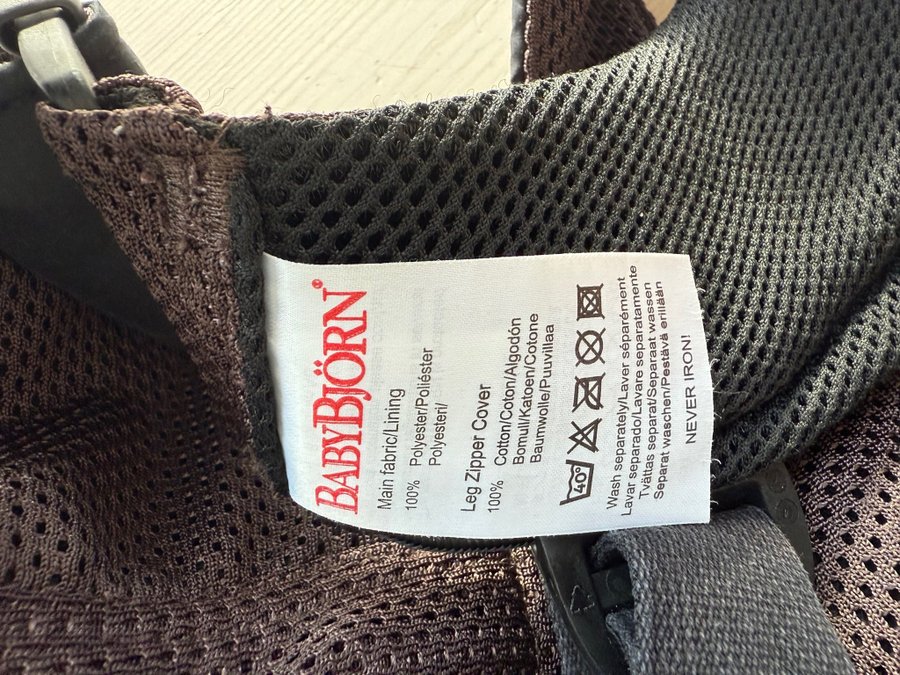 BABYBJÖRN®
Main fabric/Lining
100% Polyester/Poliéster
Polyesteri/
Leg Zipper Cover
100% Cotton/Coton/Algodón
Bomull/Katoen/Cotone
Baumwolle/Puuvillaa
40°
Wash separately/Laver séparément
Lavar separado/Lavare separatamente
Tvättas separat/Separaat wassen
Separat waschen/Pestävä erillään
NEVER IRON!